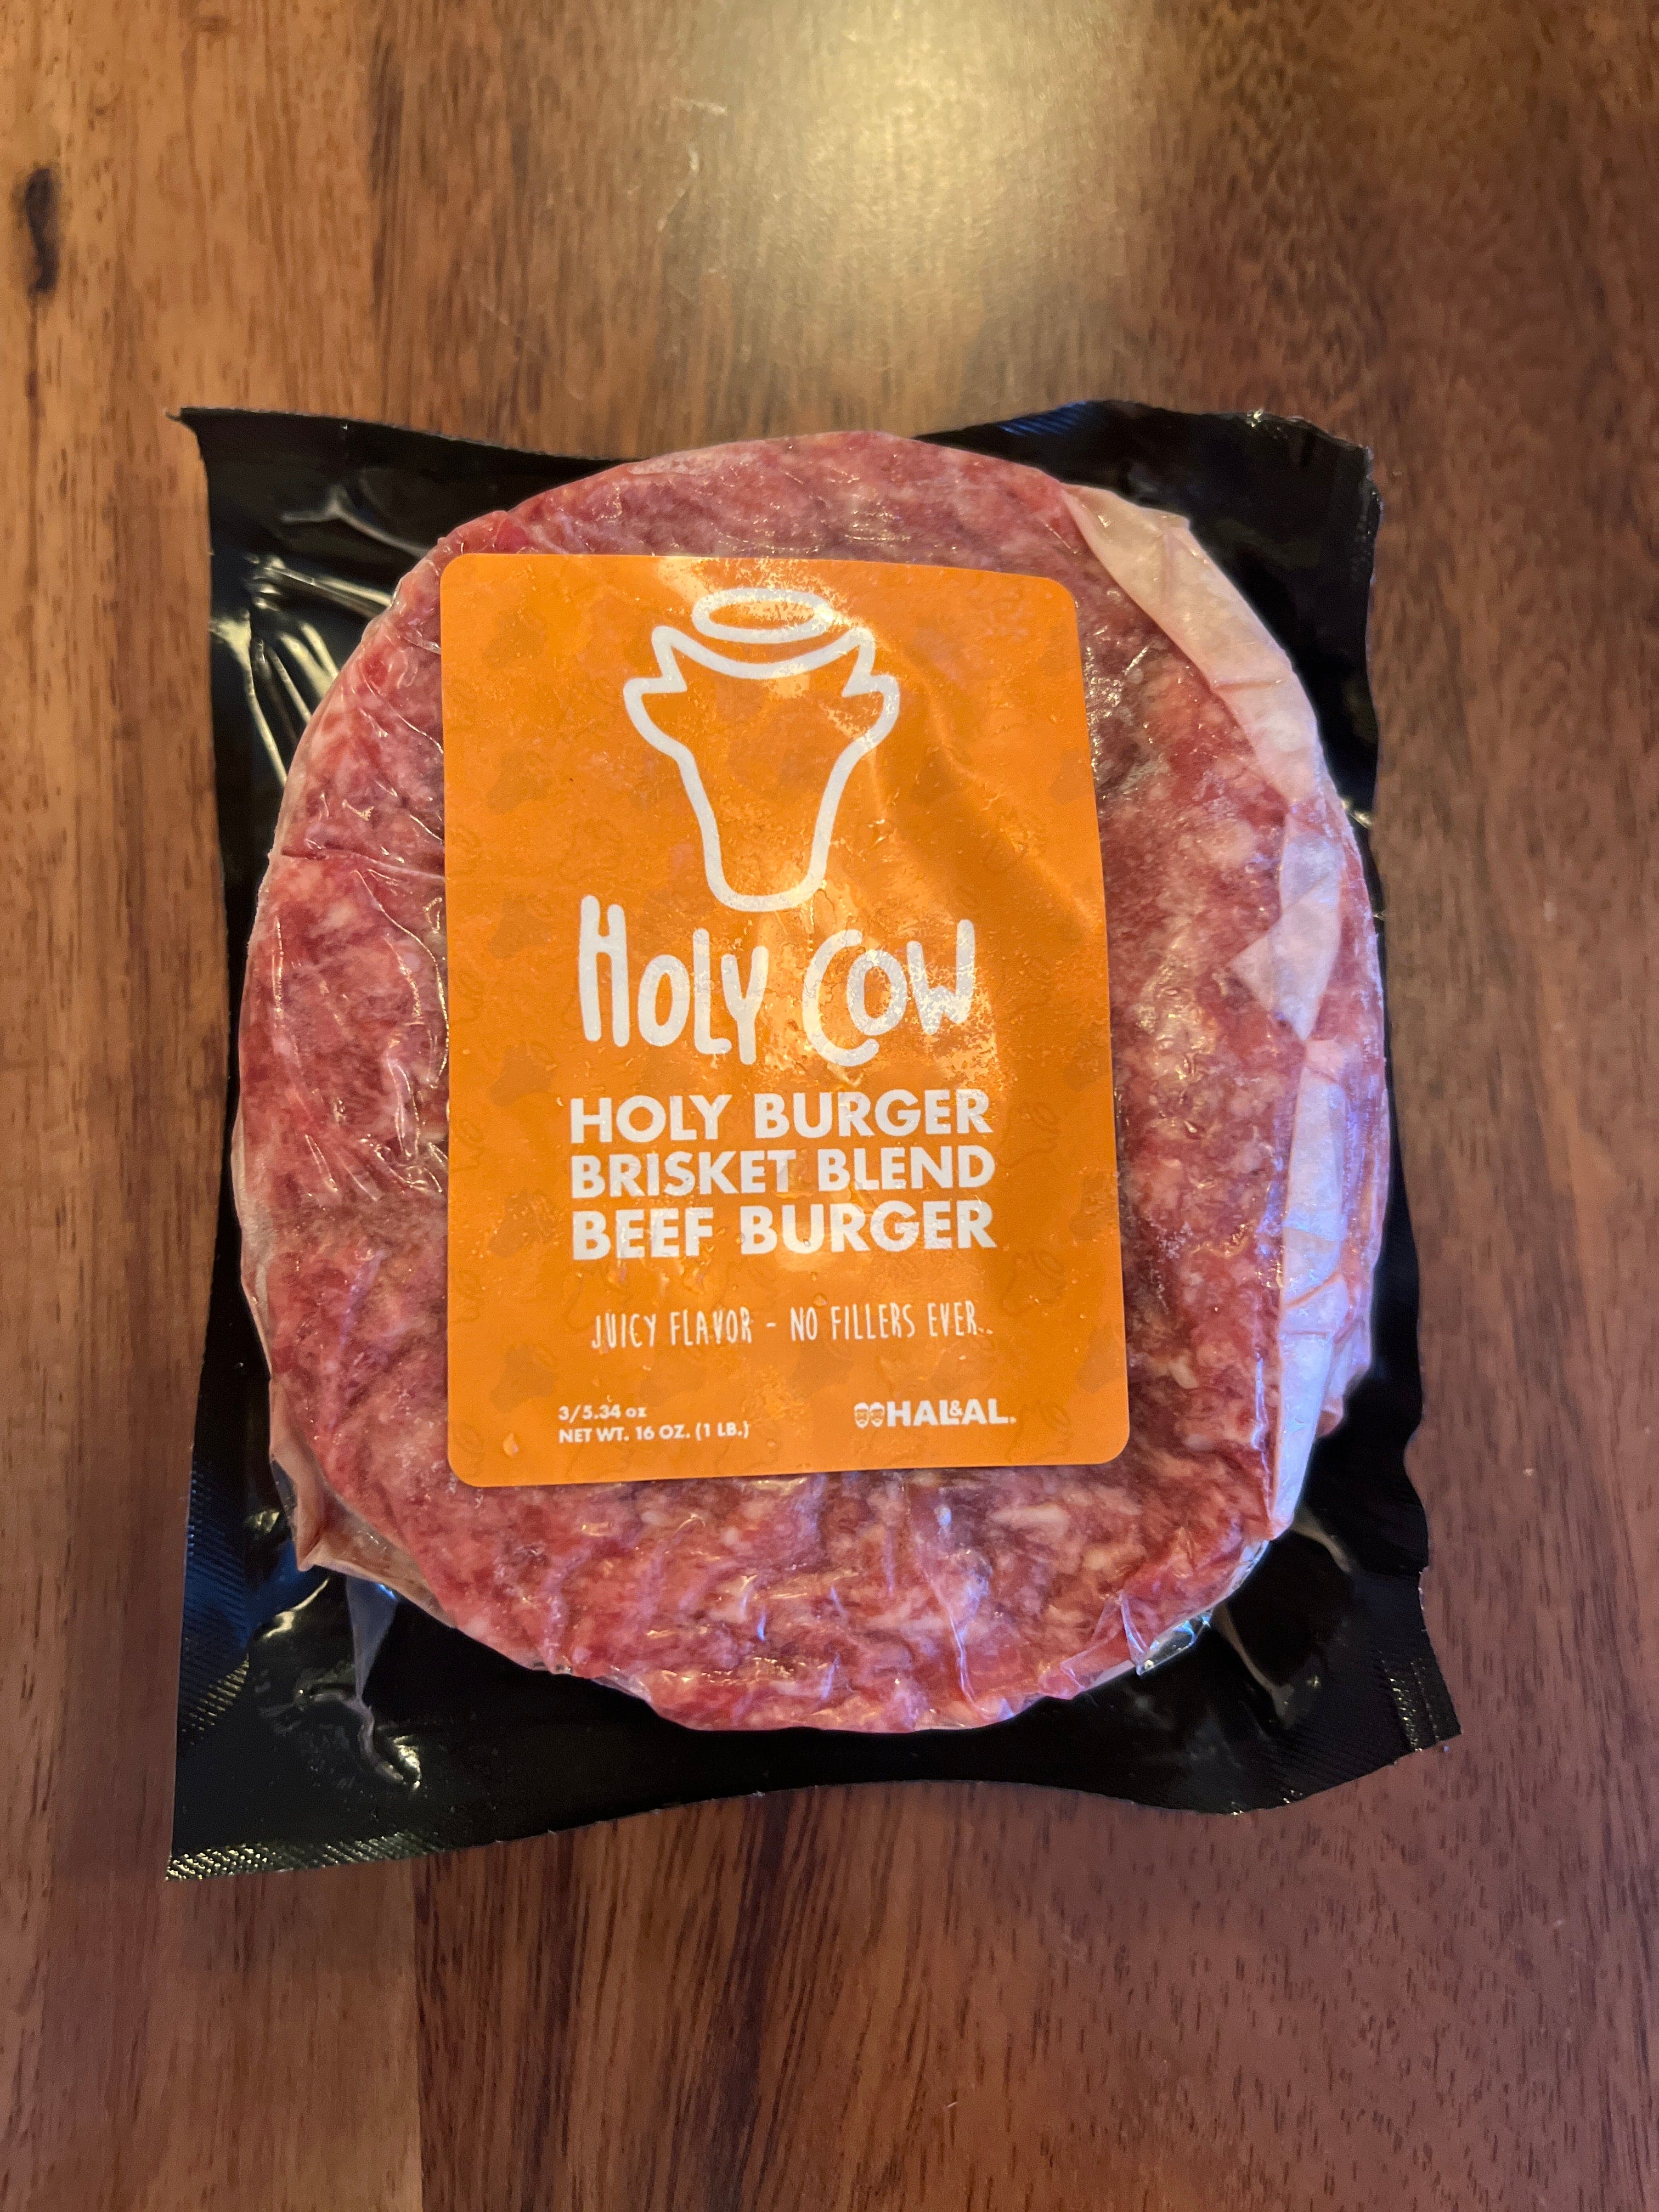 HOLY COW
HOLY BURGER
BRISKET BLEND
BEEF BURGER
JUICY FLAVOR - NO FILLERS EVER..
3/5.34 oz
NET WT. 16 OZ. (1 LB.)
HAL&AL.